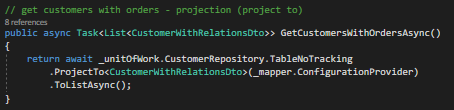 // get customers with orders - projection (project to)
8 references
public async Task<List<CustomerWithRelationsDto>> GetCustomersWithOrdersAsync()
{
    return await _unitOfWork.CustomerRepository.TableNoTracking
        .ProjectTo<CustomerWithRelationsDto>(_mapper.ConfigurationProvider)
        .ToListAsync();
}